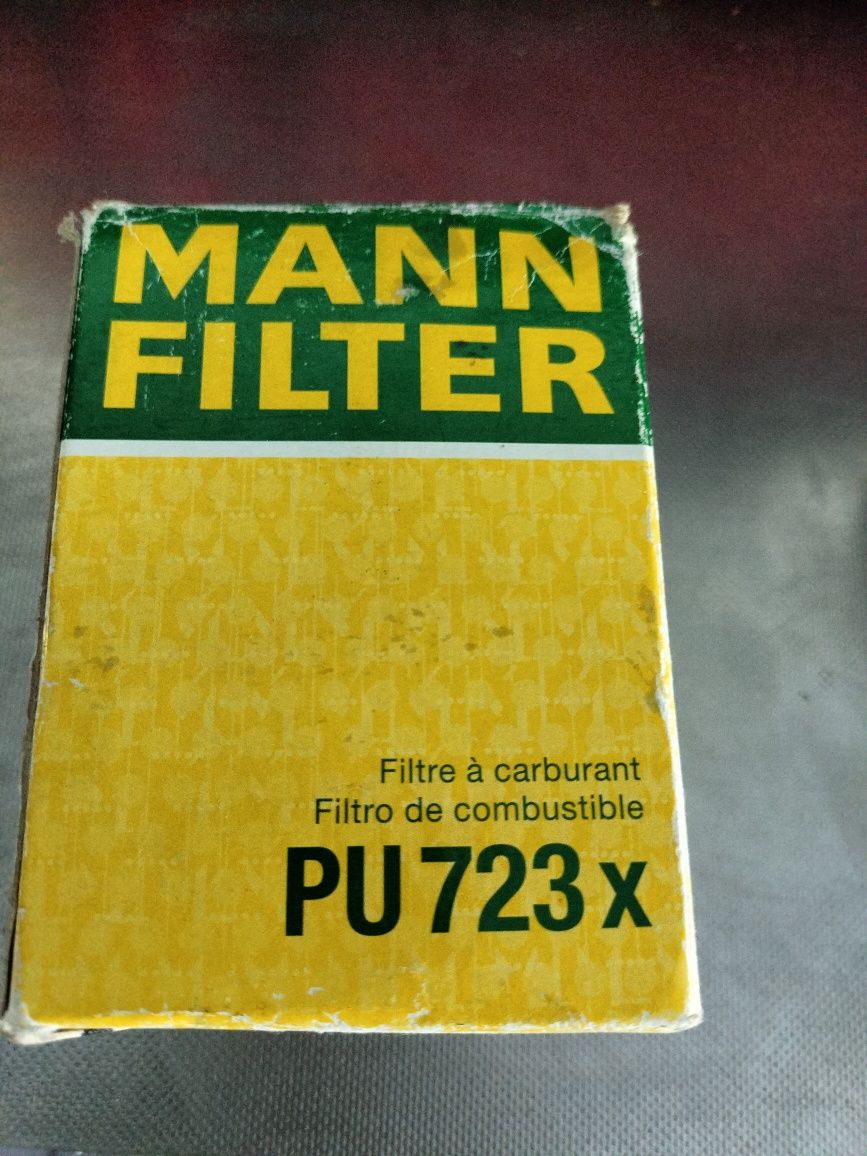 MANN
FILTER
Filtre à carburant
Filtro de combustible
PU 723 x